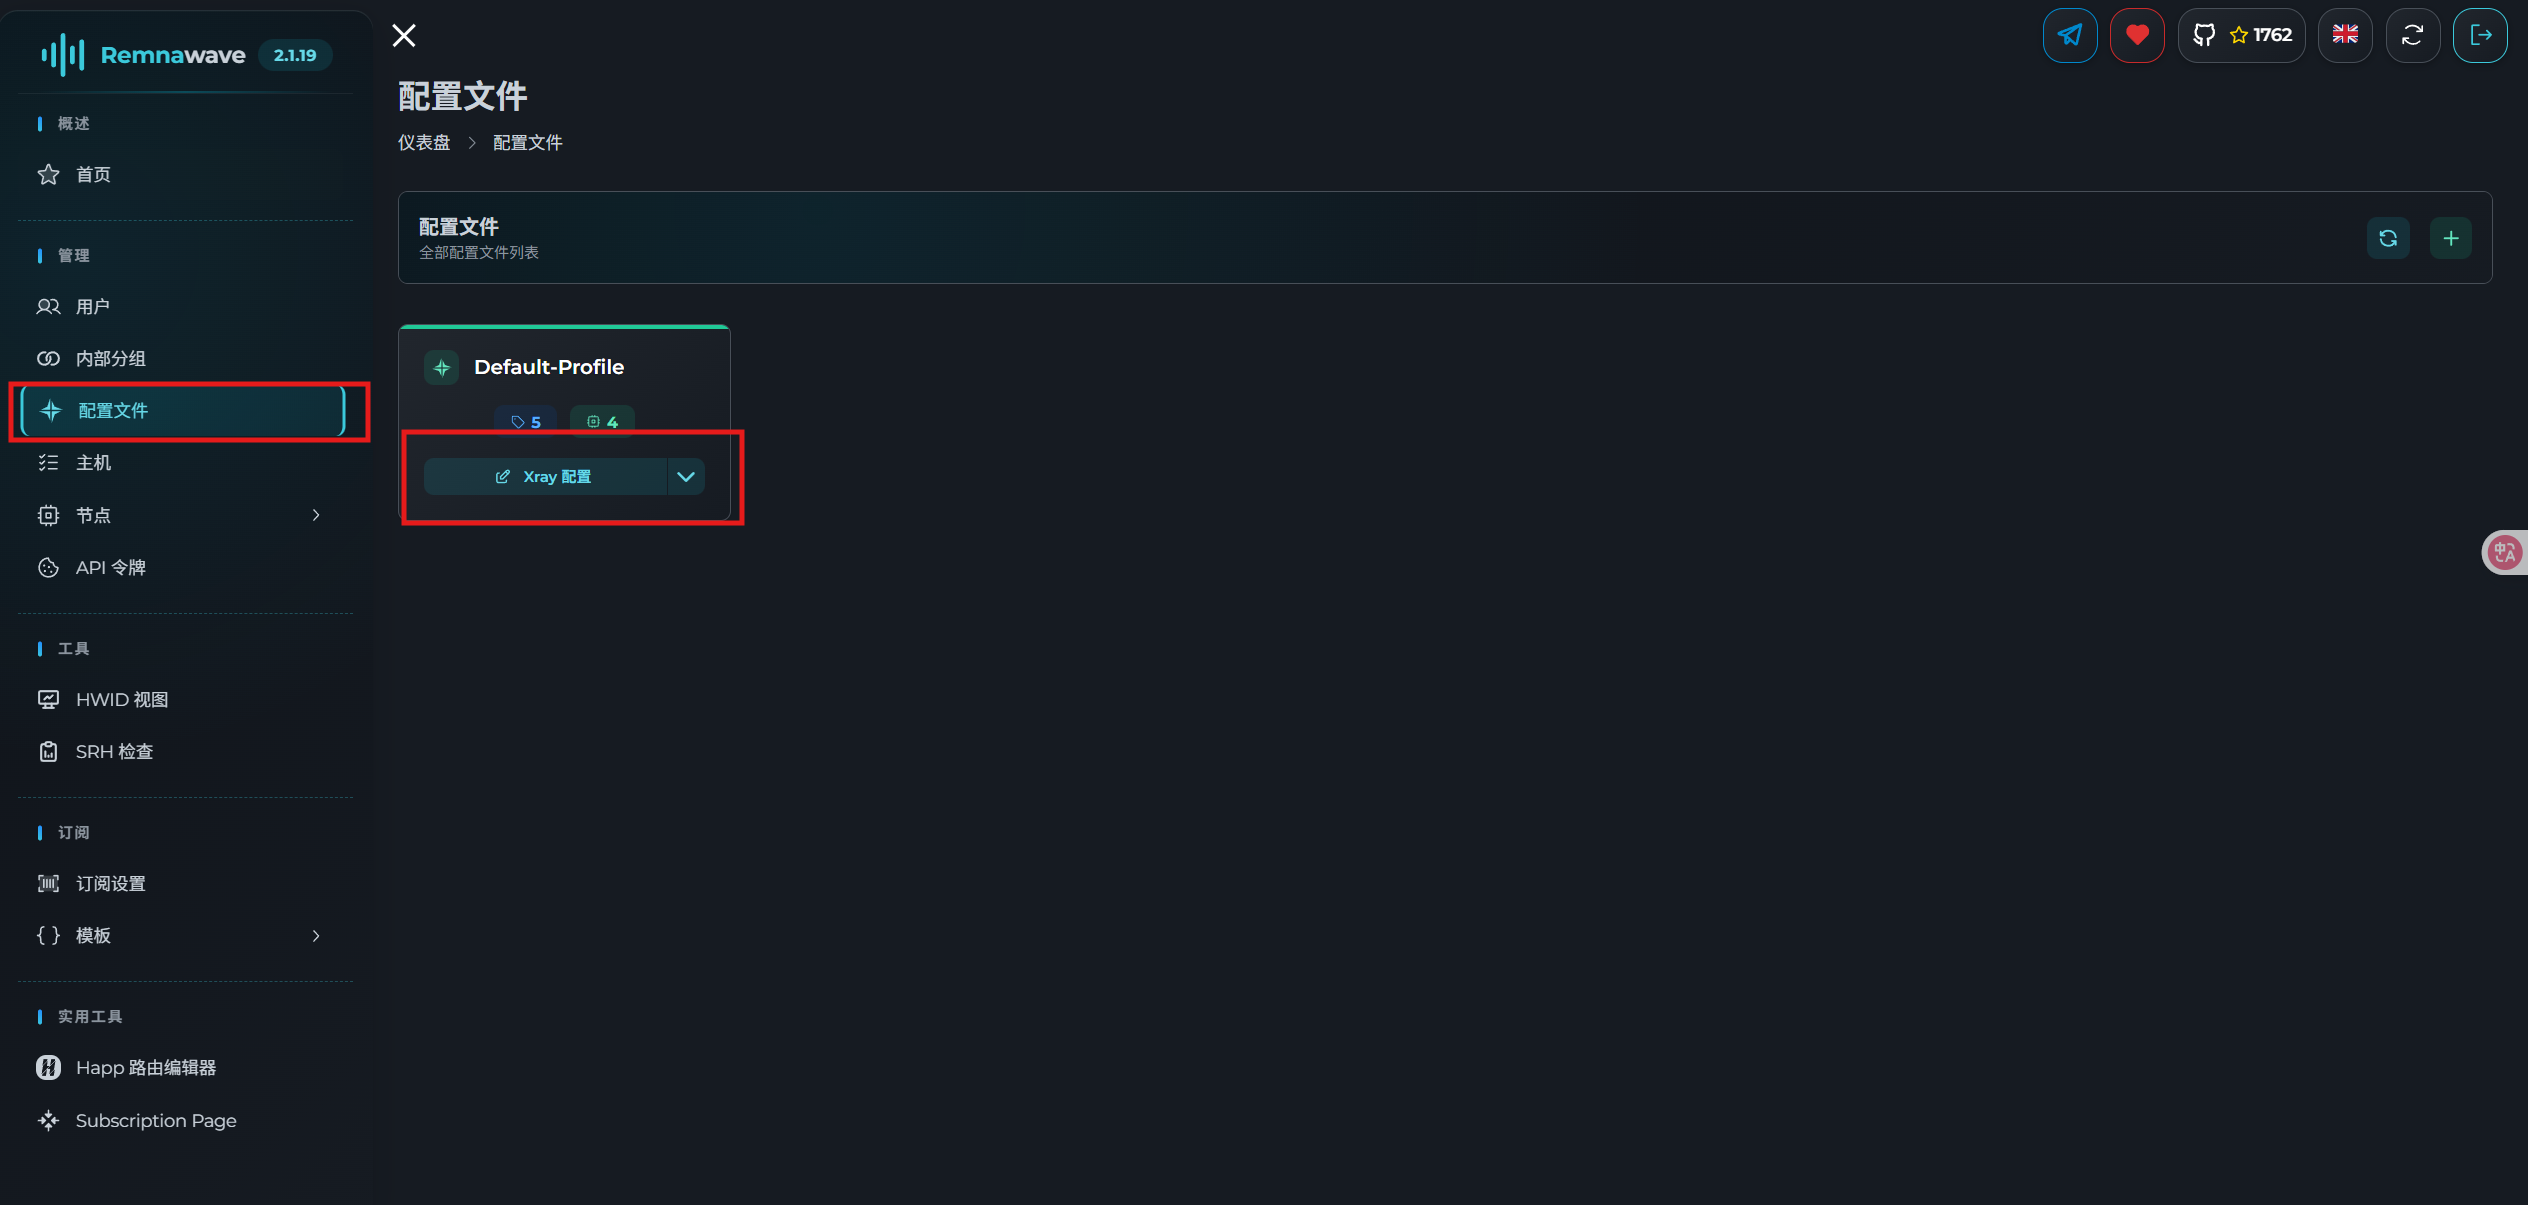 Remnawave 2.1.19
1762
概述
首页
管理
用户
内部分组
配置文件
主机
节点
API 令牌
工具
HWID 视图
SRH 检查
订阅
订阅设置
模板
实用工具
Happ 路由编辑器
Subscription Page
配置文件
仪表盘 > 配置文件
配置文件
全部配置文件列表
Default-Profile
5 4
Xray 配置